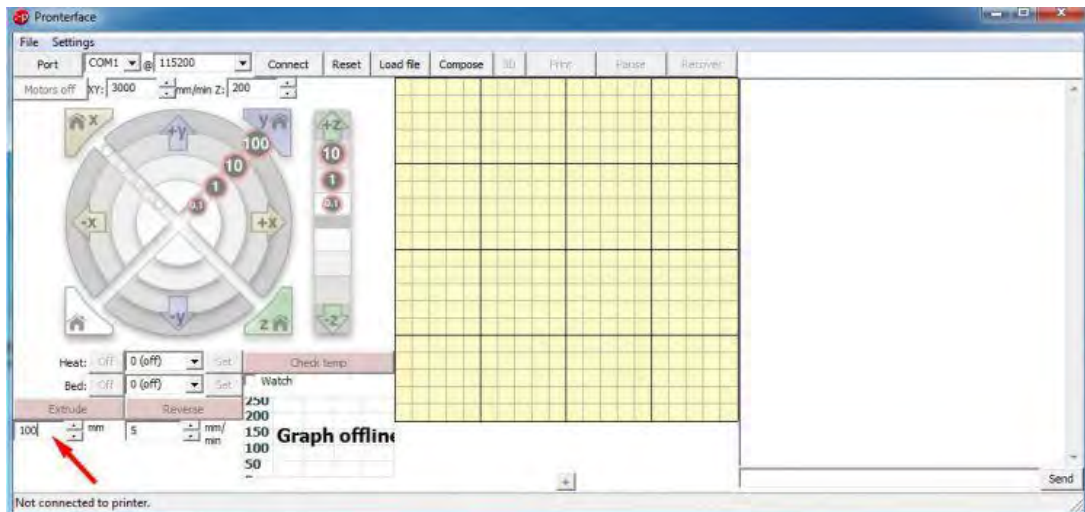 Pronterface
File Settings
Port COM1 @ 115200 Connect Reset Load file Compose 3D Print Pause Recover
Motors off XY: 3000 mm/min Z: 200
x +y y +z
100
10 10
1 1
0.1 0.1
-x +x
-y z -z
Heat: Off 0 (off) Set Check temp
Bed: Off 0 (off) Set Watch
Extrude Reverse
100 mm 5 mm/
min
250
200
150 Graph offline
100
50
+
Send
Not connected to printer.